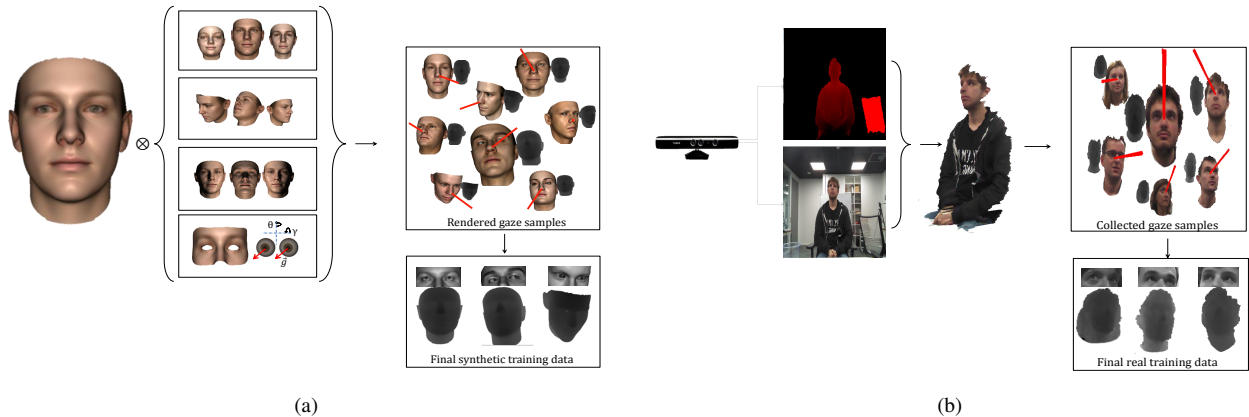 θ
γ
g
Rendered gaze samples
Final synthetic training data
(a)
Collected gaze samples
Final real training data
(b)